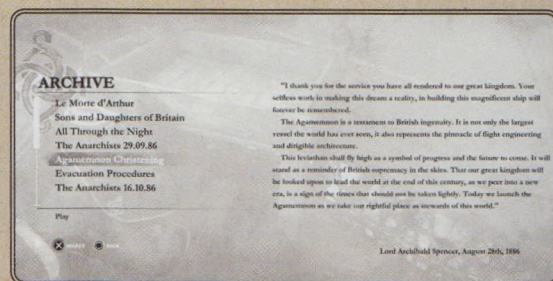 ARCHIVE
Le Morte d'Arthur
Sons and Daughters of Britain
All Through the Night
The Anarchists 29.09.86
Agamemnon Christening
Evacuation Procedures
The Anarchists 16.10.86
Play
SELECT
BACK
"I thank you for the service you have all rendered to our great kingdom. Your
selfless work in making this dream a reality, in building this magnificent ship will
forever be remembered.
The Agamemnon is a testament to British ingenuity. It is not only the largest
vessel the world has ever seen, it also represents the pinnacle of flight engineering
and dirigible architecture.
This leviathan shall fly high as a symbol of progress and the future to come. It will
stand as a reminder of British supremacy in the skies. That our great kingdom will
be looked upon to lead the world at the end of this century, as we peer into a new
era, is a sign of the times that should not be taken lightly. Today we launch the
Agamemnon as we take our rightful place as stewards of this world."
Lord Archibald Spencer, August 28th, 1886